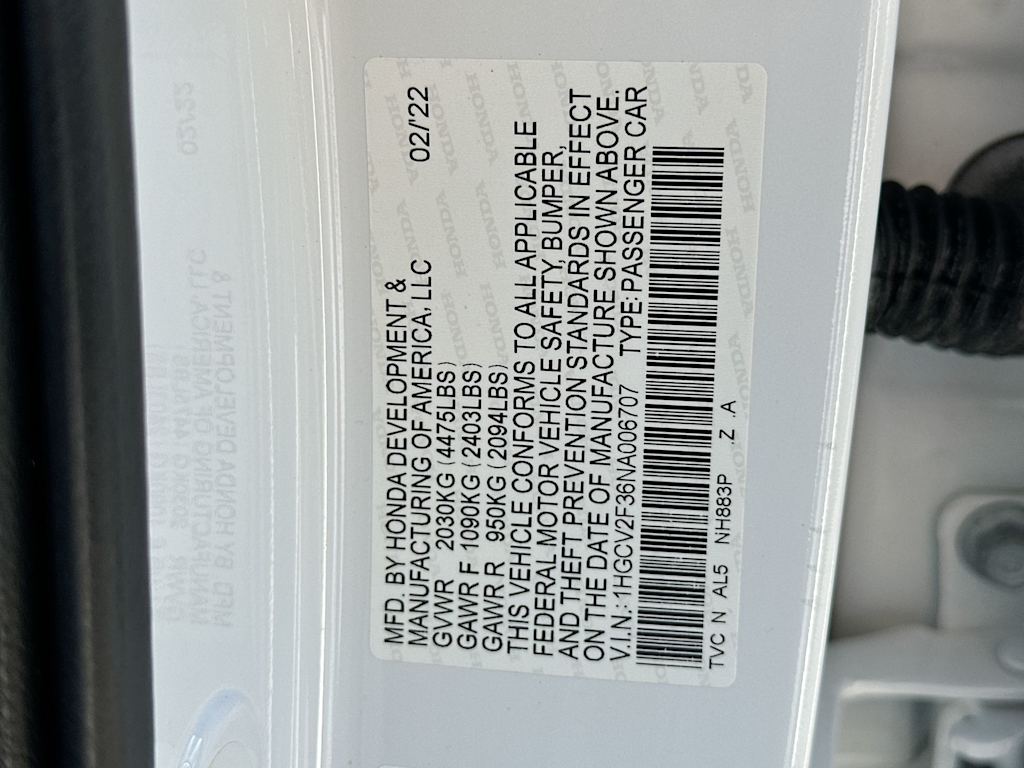 MFD. BY HONDA DEVELOPMENT &
MANUFACTURING OF AMERICA, LLC 02/'22
GVWR 2030KG (4475LBS)
GAWR F 1090KG (2403LBS)
GAWR R 950KG (2094LBS)
THIS VEHICLE CONFORMS TO ALL APPLICABLE
FEDERAL MOTOR VEHICLE SAFETY, BUMPER,
AND THEFT PREVENTION STANDARDS IN EFFECT
ON THE DATE OF MANUFACTURE SHOWN ABOVE.
V.I.N.: 1HGCV2F36NA006707 TYPE: PASSENGER CAR
TVC N AL5 NH883P .Z .A